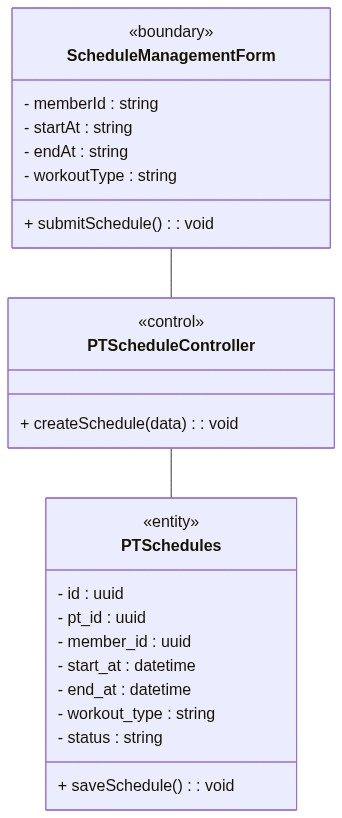 «boundary»
ScheduleManagementForm
- memberId : string
- startAt : string
- endAt : string
- workoutType : string
+ submitSchedule() : : void
«control»
PTScheduleController
+ createSchedule(data) : : void
«entity»
PTSchedules
- id : uuid
- pt_id : uuid
- member_id : uuid
- start_at : datetime
- end_at : datetime
- workout_type : string
- status : string
+ saveSchedule() : : void